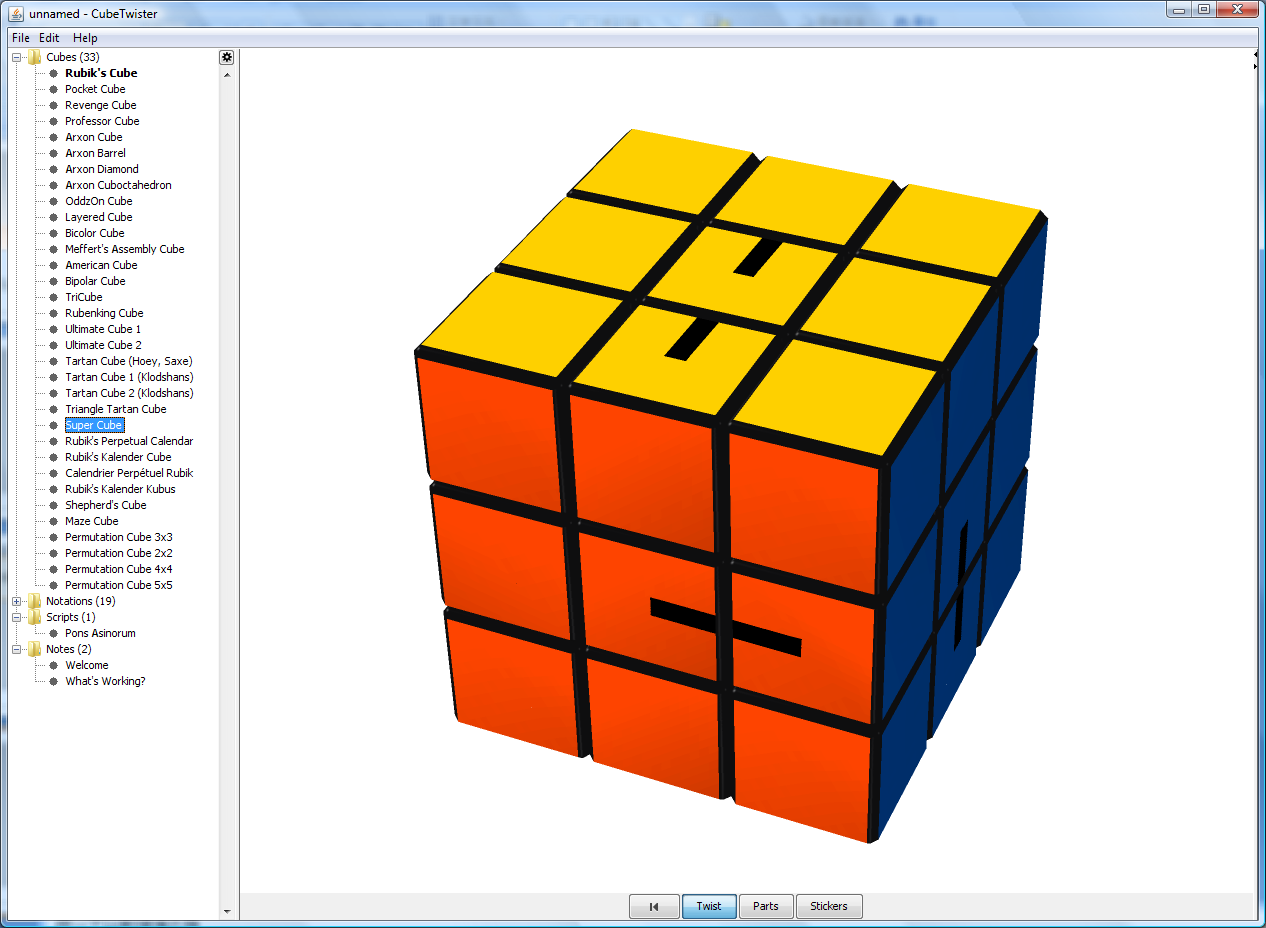 unnamed - CubeTwister
File Edit Help
Cubes (33)
Rubik's Cube
Pocket Cube
Revenge Cube
Professor Cube
Arxon Cube
Arxon Barrel
Arxon Diamond
Arxon Cuboctahedron
OddzOn Cube
Layered Cube
Bicolor Cube
Meffert's Assembly Cube
American Cube
Bipolar Cube
TriCube
Rubenking Cube
Ultimate Cube 1
Ultimate Cube 2
Tartan Cube (Hoey, Saxe)
Tartan Cube 1 (Klodshans)
Tartan Cube 2 (Klodshans)
Triangle Tartan Cube
Super Cube
Rubik's Perpetual Calendar
Rubik's Kalender Cube
Calendrier Perpétuel Rubik
Rubik's Kalender Kubus
Shepherd's Cube
Maze Cube
Permutation Cube 3x3
Permutation Cube 2x2
Permutation Cube 4x4
Permutation Cube 5x5
Notations (19)
Scripts (1)
Pons Asinorum
Notes (2)
Welcome
What's Working?
Twist Parts Stickers